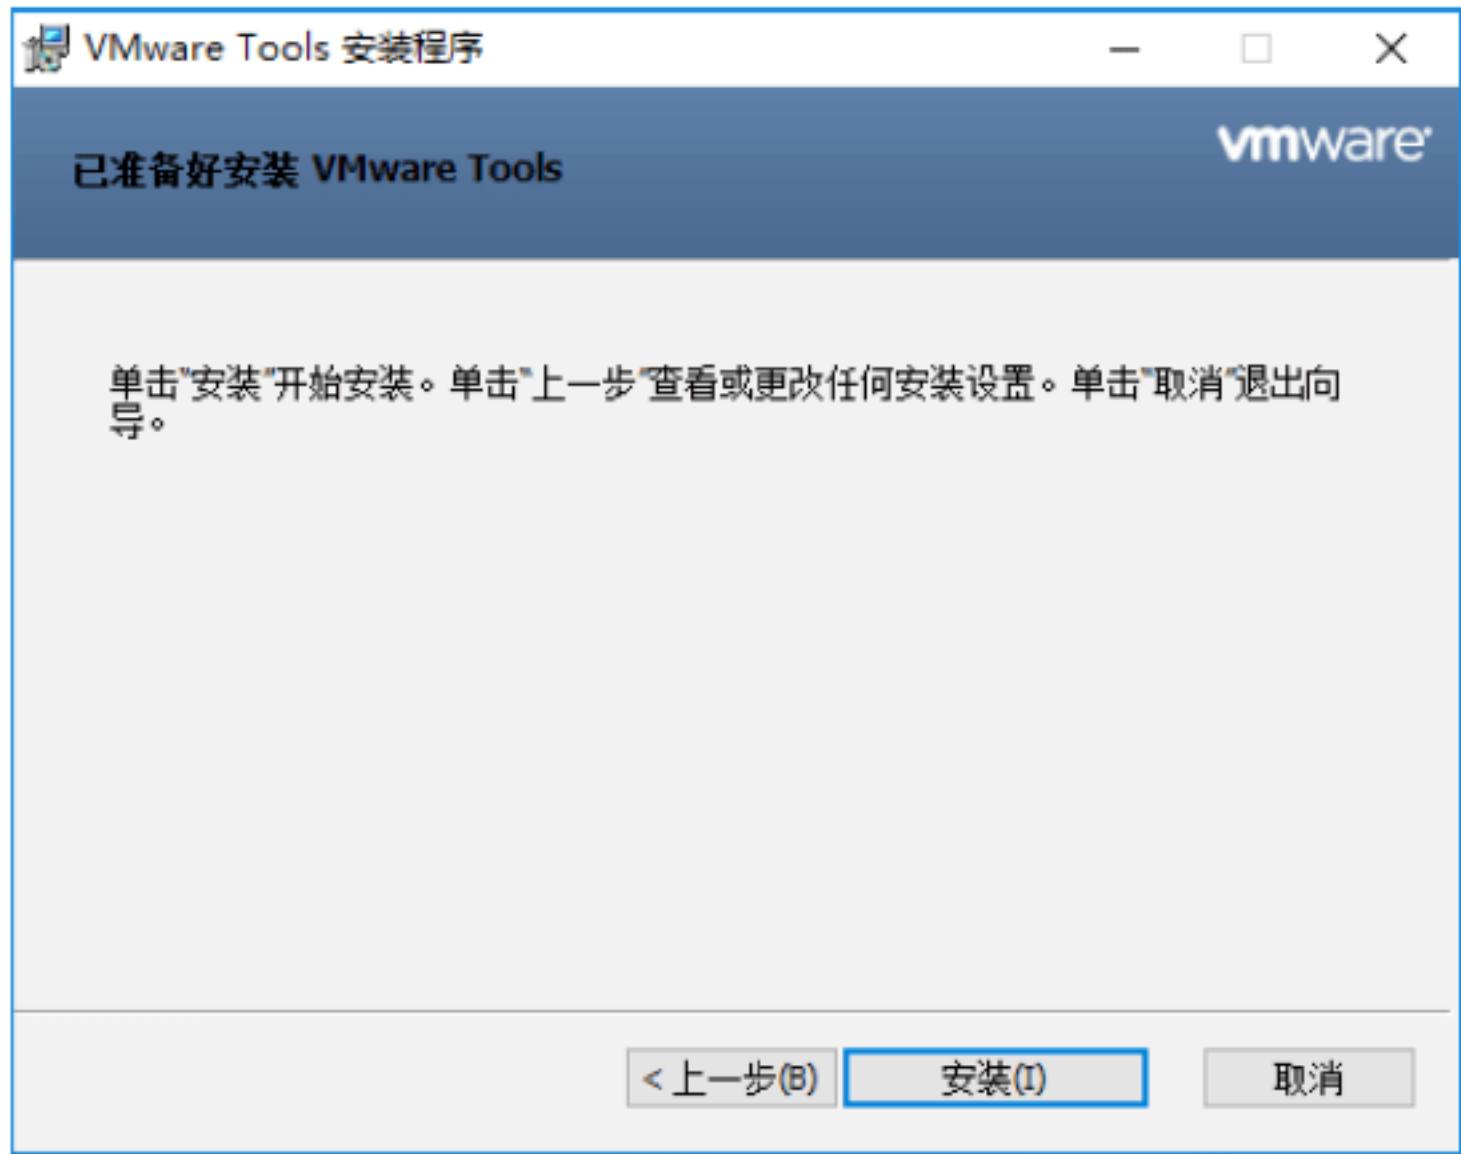 VMware Tools 安装程序
vmware
已准备好安装 VMware Tools
单击"安装"开始安装。单击"上一步"查看或更改任何安装设置。单击"取消"退出向
导。
< 上一步(B)
安装(I)
取消